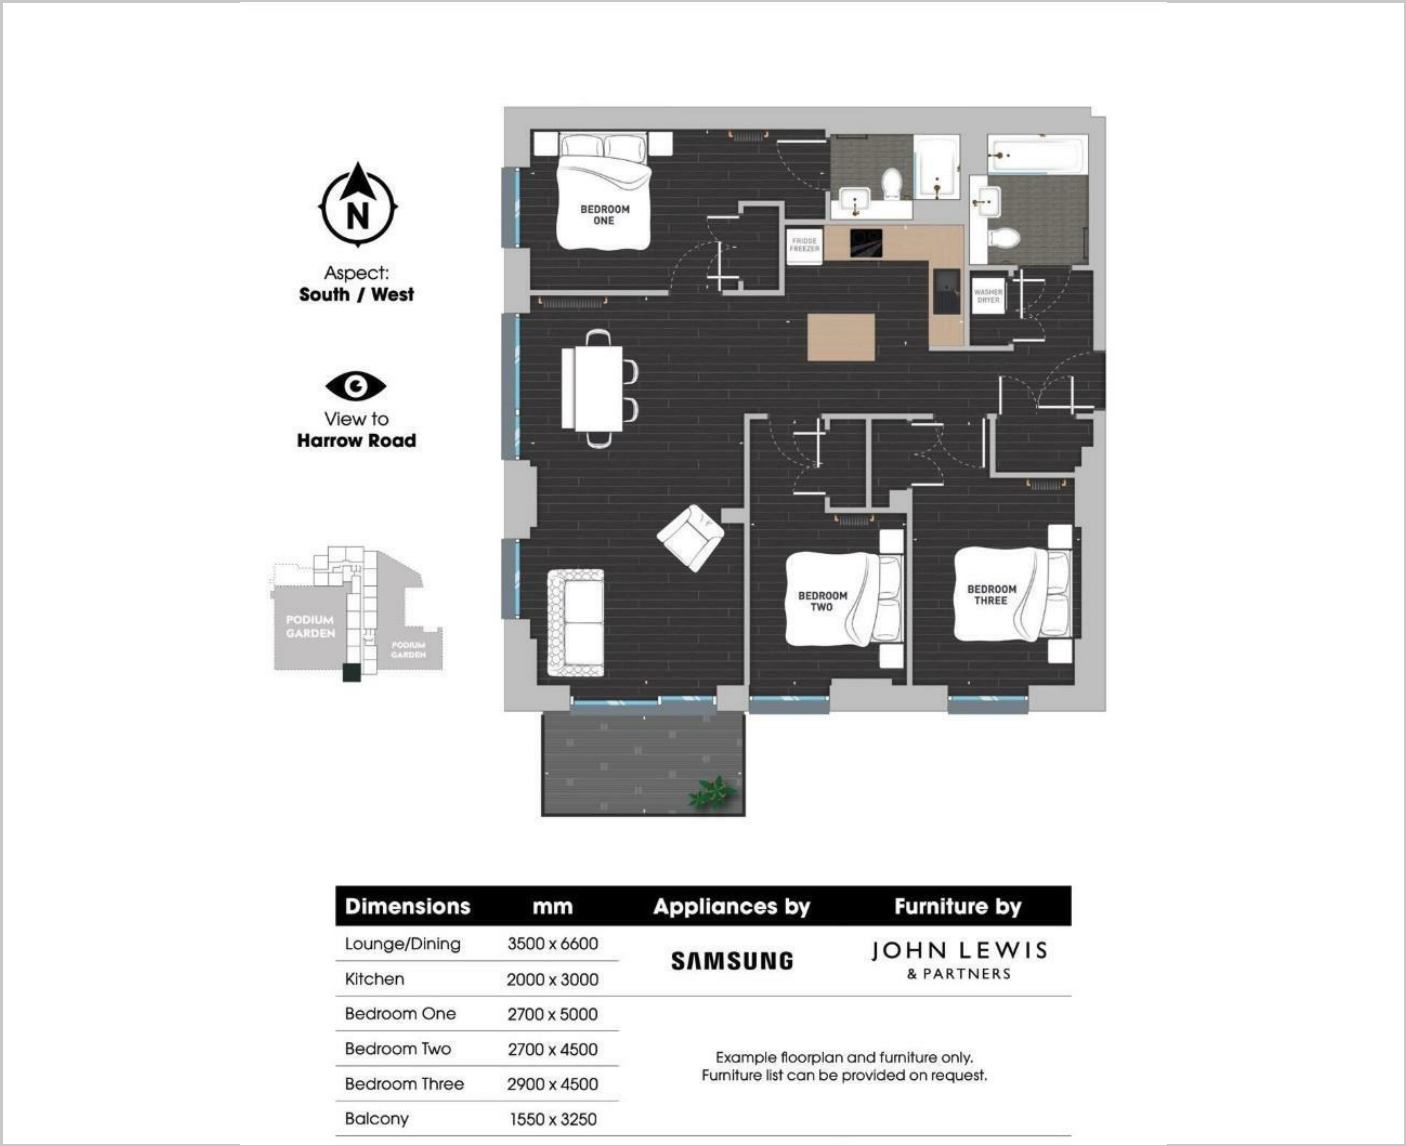 N
Aspect:
South / West
View to
Harrow Road
PODIUM
GARDEN
PODIUM
GARDEN
BEDROOM
ONE
FRIDGE
FREEZER
WASHER
DRYER
BEDROOM
TWO
BEDROOM
THREE
Dimensions mm Appliances by Furniture by
Lounge/Dining 3500 x 6600
SAMSUNG
JOHN LEWIS
& PARTNERS
Kitchen 2000 x 3000
Bedroom One 2700 x 5000
Bedroom Two 2700 x 4500
Bedroom Three 2900 x 4500
Balcony 1550 x 3250
Example floorplan and furniture only.
Furniture list can be provided on request.